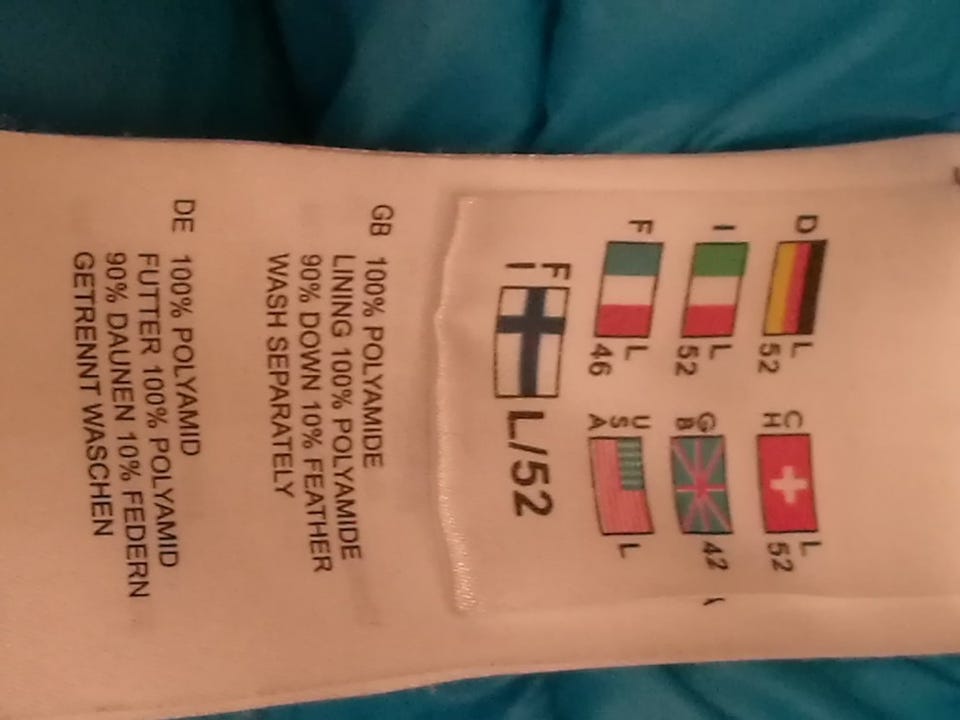 D L 52
CH L 52
I L 52
GB 42
F L 46
USA L
FI L/52
GB 100% POLYAMIDE
LINING 100% POLYAMIDE
90% DOWN 10% FEATHER
WASH SEPARATELY
DE 100% POLYAMID
FUTTER 100% POLYAMID
90% DAUNEN 10% FEDERN
GETRENNT WASCHEN